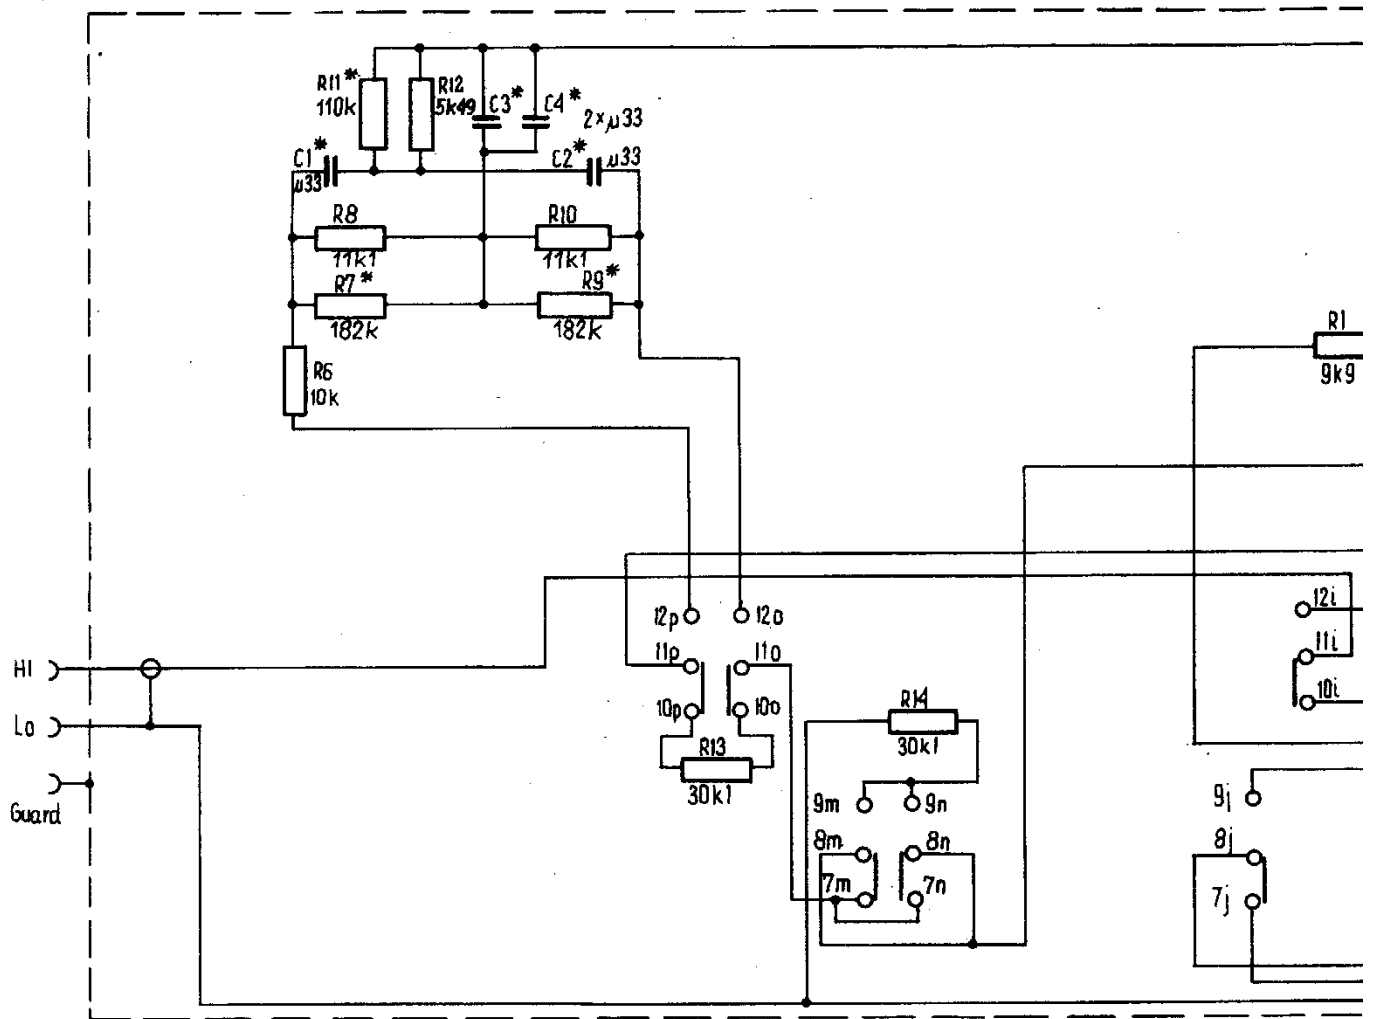 R11*
110k
R12
5k49
C3*
C4*
2×µ33
C1*
µ33
C2*
µ33
R8
11k1
R10
11k1
R7*
182k
R9*
182k
R6
10k
R1
9k9
12p
12o
11p
11o
10p
10o
R13
30k1
R14
30k1
9m
9n
8m
8n
7m
7n
12i
11i
10i
9j
8j
7j
HI
Lo
Guard